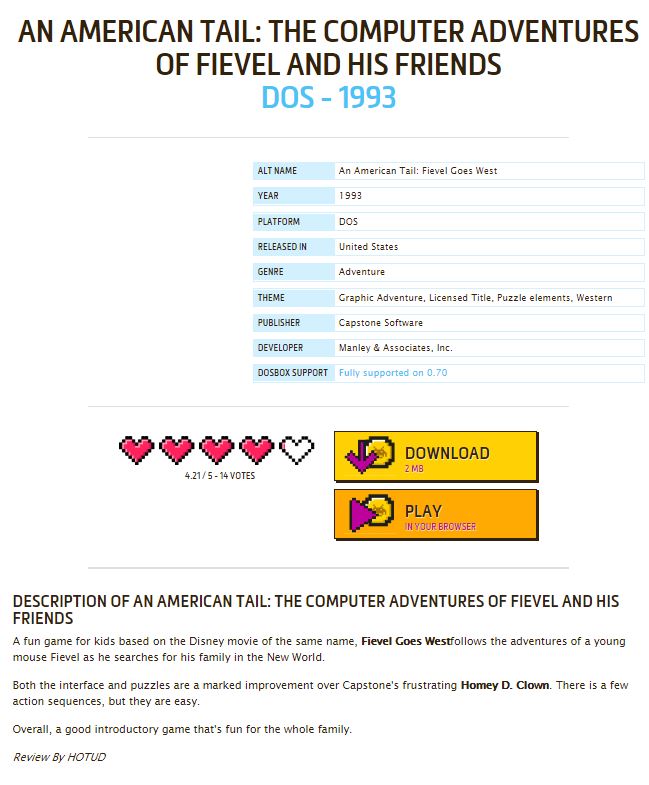 AN AMERICAN TAIL: THE COMPUTER ADVENTURES
OF FIEVEL AND HIS FRIENDS
DOS - 1993
ALT NAME An American Tail: Fievel Goes West
YEAR 1993
PLATFORM DOS
RELEASED IN United States
GENRE Adventure
THEME Graphic Adventure, Licensed Title, Puzzle elements, Western
PUBLISHER Capstone Software
DEVELOPER Manley & Associates, Inc.
DOSBOX SUPPORT Fully supported on 0.70
4.21 / 5 - 14 VOTES
DOWNLOAD
2 MB
PLAY
IN YOUR BROWSER
DESCRIPTION OF AN AMERICAN TAIL: THE COMPUTER ADVENTURES OF FIEVEL AND HIS
FRIENDS
A fun game for kids based on the Disney movie of the same name, Fievel Goes Westfollows the adventures of a young
mouse Fievel as he searches for his family in the New World.
Both the interface and puzzles are a marked improvement over Capstone's frustrating Homey D. Clown. There is a few
action sequences, but they are easy.
Overall, a good introductory game that's fun for the whole family.
Review By HOTUD